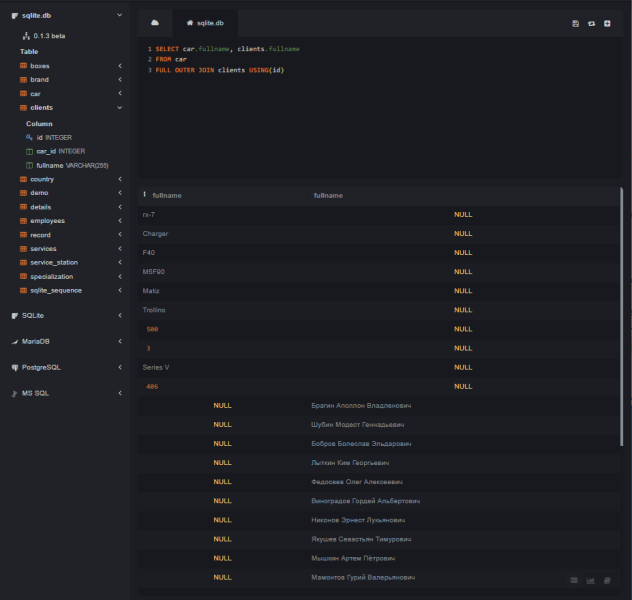 sqlite.db
0.1.3 beta
Table
boxes
brand
car
clients
Column
id INTEGER
car_id INTEGER
fullname VARCHAR(255)
country
demo
details
employees
record
services
service_station
specialization
sqlite_sequence
SQLite
MariaDB
PostgreSQL
MS SQL
sqlite.db
1 SELECT car.fullname, clients.fullname
2 FROM car
3 FULL OUTER JOIN clients USING(id)
fullname fullname
rx-7 NULL
Charger NULL
F40 NULL
MSF90 NULL
Matiz NULL
Trollino NULL
500 NULL
3 NULL
Series V NULL
405 NULL
NULL Брагин Аполлон Владленович
NULL Шубин Модест Геннадьевич
NULL Бобров Болеслав Эльдарович
NULL Лыткин Ким Георгьевич
NULL Федосеев Олег Алексеевич
NULL Виноградов Гордей Альбертович
NULL Никонов Эрнест Лукьянович
NULL Якушев Севастьян Тимурович
NULL Мышкин Артем Пётрович
NULL Мамонтов Гурий Валерьянович